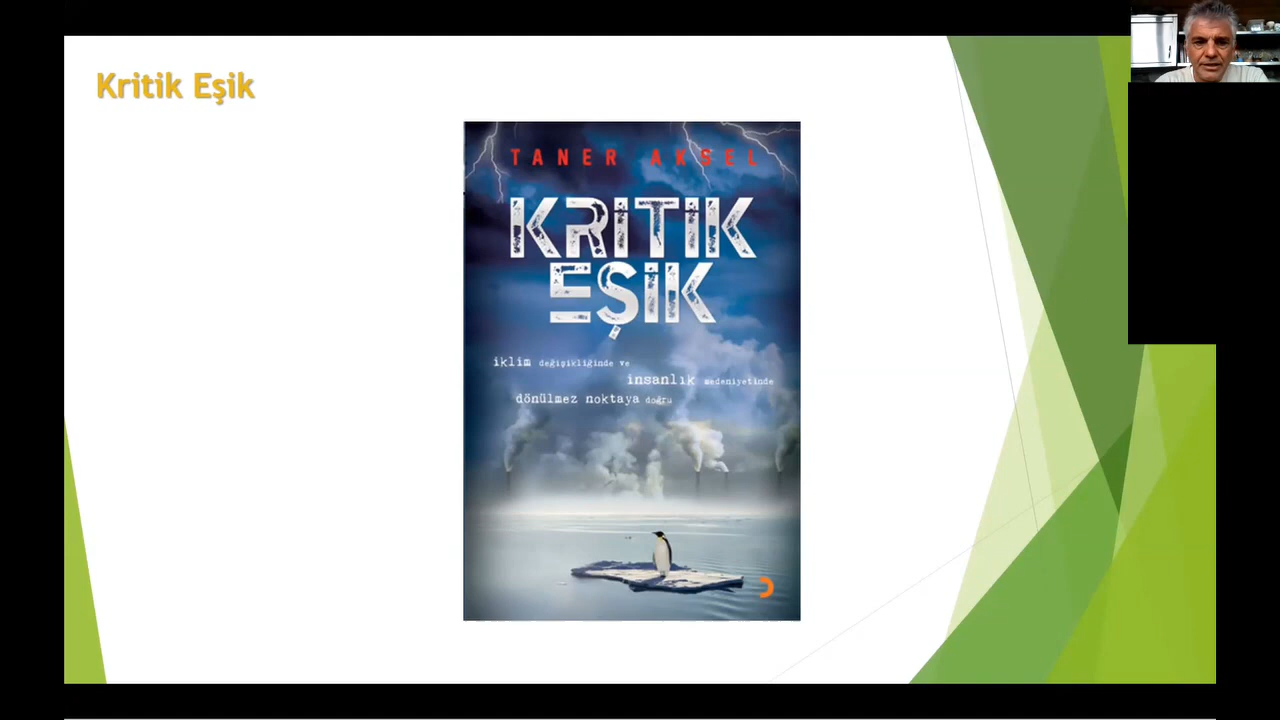 Kritik Eşik
TANER AKSEL
KRİTİK
EŞİK
iklim değişikliğinde ve
insanlık medeniyetinde
dönülmez noktaya doğru